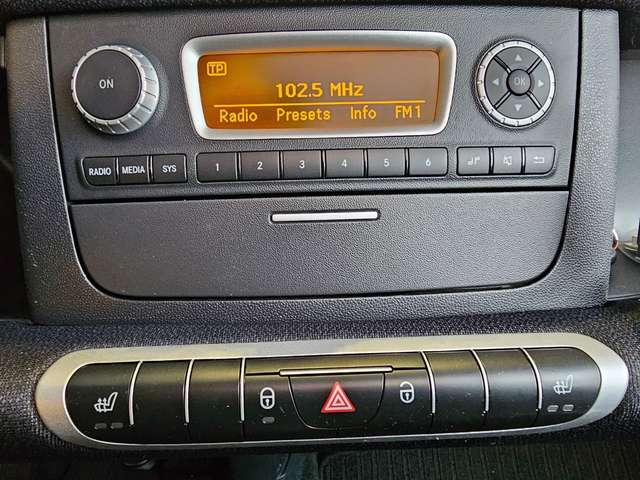 TP
ON
102.5 MHz
OK
Radio Presets Info FM1
RADIO MEDIA SYS 1 2 3 4 5 6